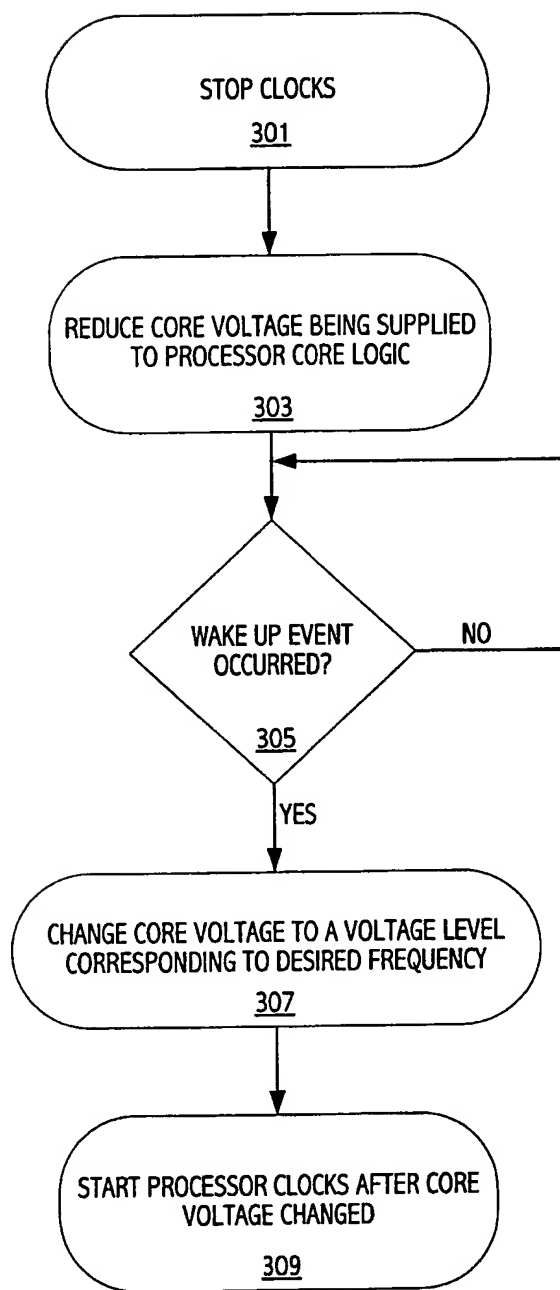 STOP CLOCKS
301
REDUCE CORE VOLTAGE BEING SUPPLIED
TO PROCESSOR CORE LOGIC
303
WAKE UP EVENT
OCCURRED?
NO
305
YES
CHANGE CORE VOLTAGE TO A VOLTAGE LEVEL
CORRESPONDING TO DESIRED FREQUENCY
307
START PROCESSOR CLOCKS AFTER CORE
VOLTAGE CHANGED
309